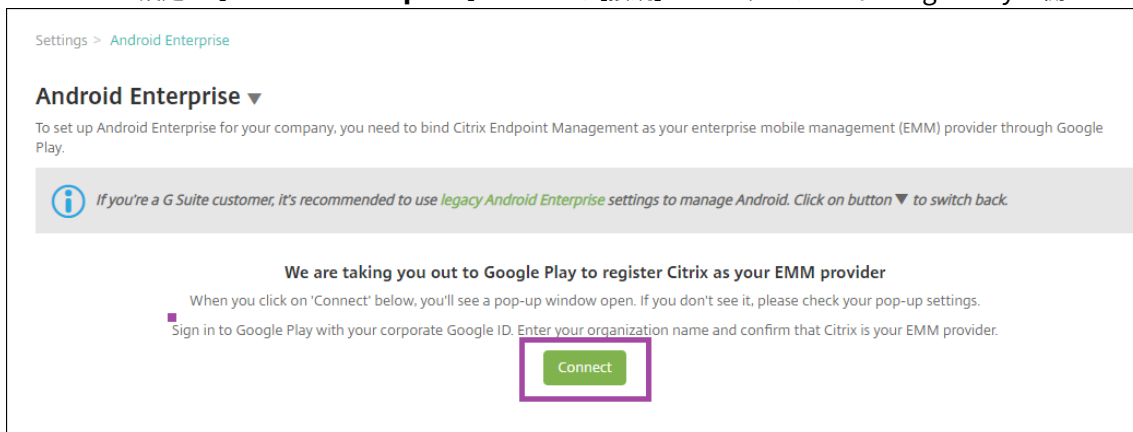 Settings > Android Enterprise
Android Enterprise ▼
To set up Android Enterprise for your company, you need to bind Citrix Endpoint Management as your enterprise mobile management (EMM) provider through Google
Play.
If you're a G Suite customer, it's recommended to use legacy Android Enterprise settings to manage Android. Click on button ▼ to switch back.
We are taking you out to Google Play to register Citrix as your EMM provider
When you click on 'Connect' below, you'll see a pop-up window open. If you don't see it, please check your pop-up settings.
Sign in to Google Play with your corporate Google ID. Enter your organization name and confirm that Citrix is your EMM provider.
Connect